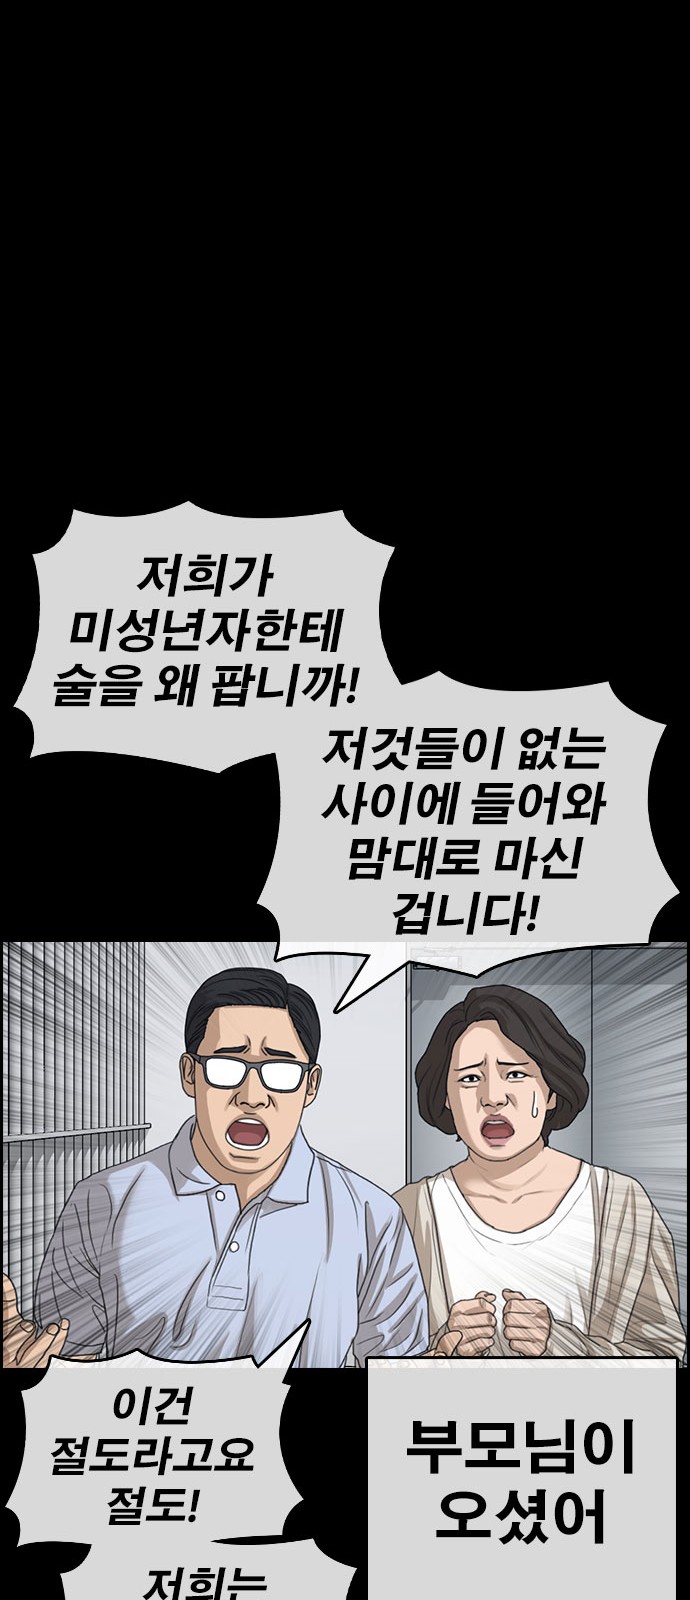 저희가
미성년자한테
술을 왜 팝니까!
저것들이 없는
사이에 들어와
맘대로 마신
겁니다!
이건
절도라고요
절도!
부모님이
오셨어
저희는